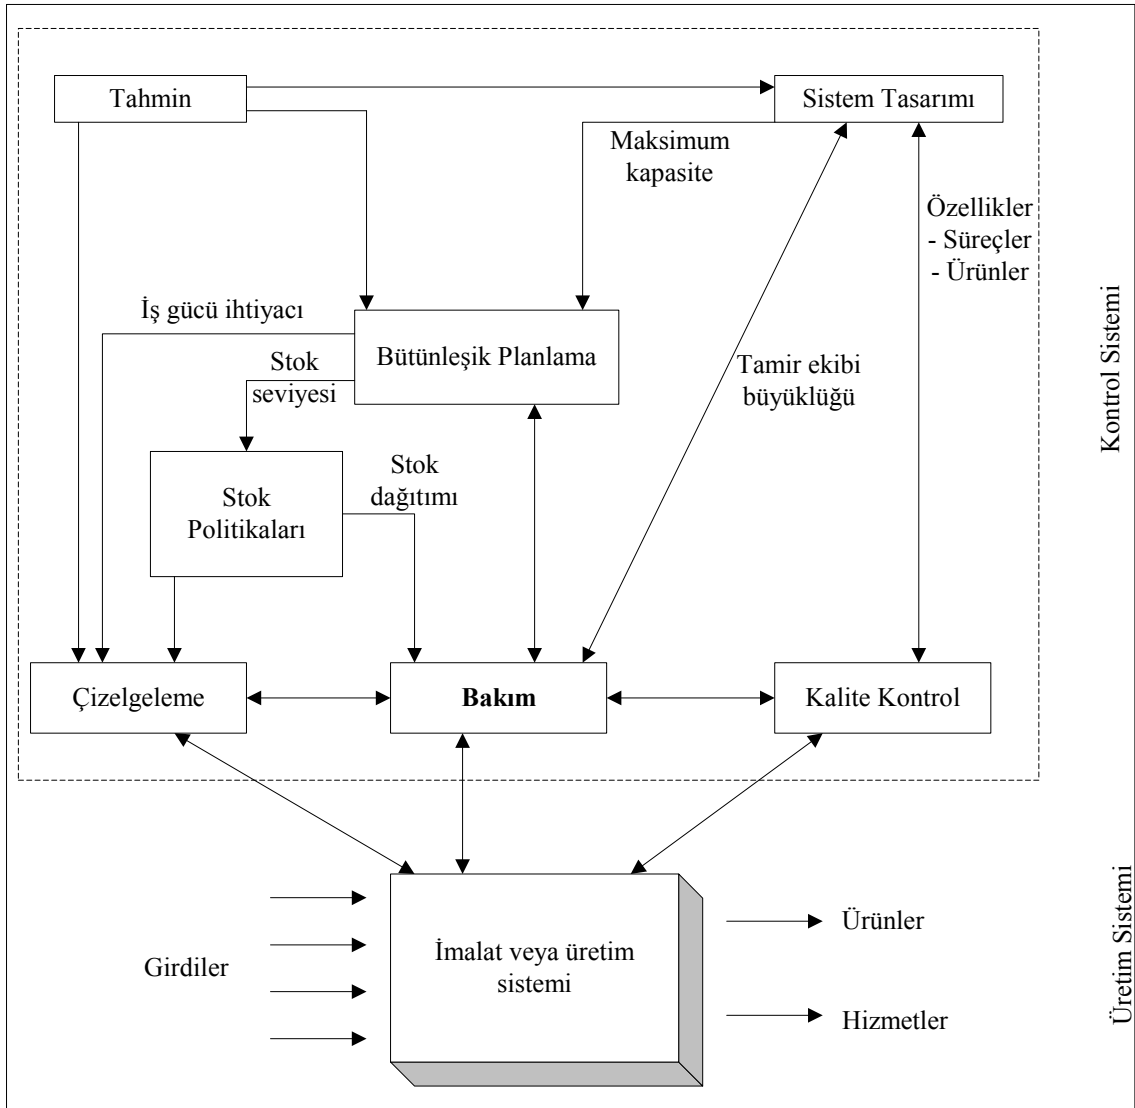 Tahmin
Sistem Tasarımı
Maksimum
kapasite
Özellikler
- Süreçler
- Ürünler
İş gücü ihtiyacı
Bütünleşik Planlama
Stok
seviyesi
Tamir ekibi
büyüklüğü
Stok
dağıtımı
Stok
Politikaları
Kontrol Sistemi
Çizelgeleme
Bakım
Kalite Kontrol
Girdiler
İmalat veya üretim
sistemi
Ürünler
Hizmetler
Üretim Sistemi